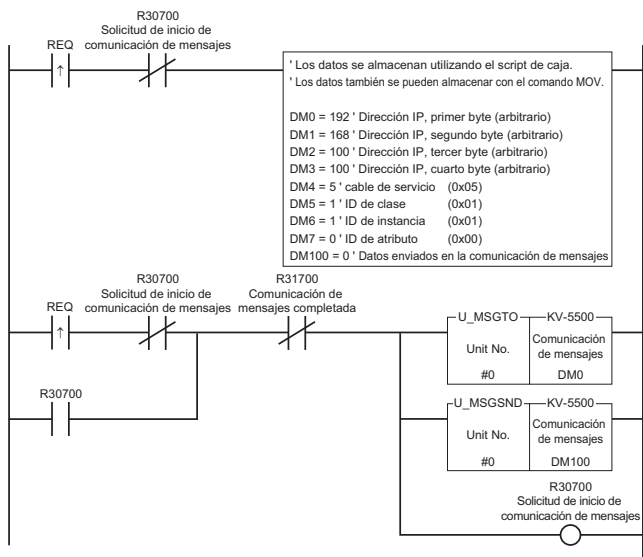 R30700
Solicitud de inicio de
comunicación de mensajes
REQ
↑
' Los datos se almacenan utilizando el script de caja.
' Los datos también se pueden almacenar con el comando MOV.
DM0 = 192 ' Dirección IP, primer byte (arbitrario)
DM1 = 168 ' Dirección IP, segundo byte (arbitrario)
DM2 = 100 ' Dirección IP, tercer byte (arbitrario)
DM3 = 100 ' Dirección IP, cuarto byte (arbitrario)
DM4 = 5 ' cable de servicio (0x05)
DM5 = 1 ' ID de clase (0x01)
DM6 = 1 ' ID de instancia (0x01)
DM7 = 0 ' ID de atributo (0x00)
DM100 = 0 ' Datos enviados en la comunicación de mensajes
R30700
Solicitud de inicio de
comunicación de mensajes
REQ
↑
R31700
Comunicación de
mensajes completada
R30700
U_MSGTO KV-5500
Unit No.
#0
Comunicación
de mensajes
DM0
U_MSGSND KV-5500
Unit No.
#0
Comunicación
de mensajes
DM100
R30700
Solicitud de inicio de
comunicación de mensajes